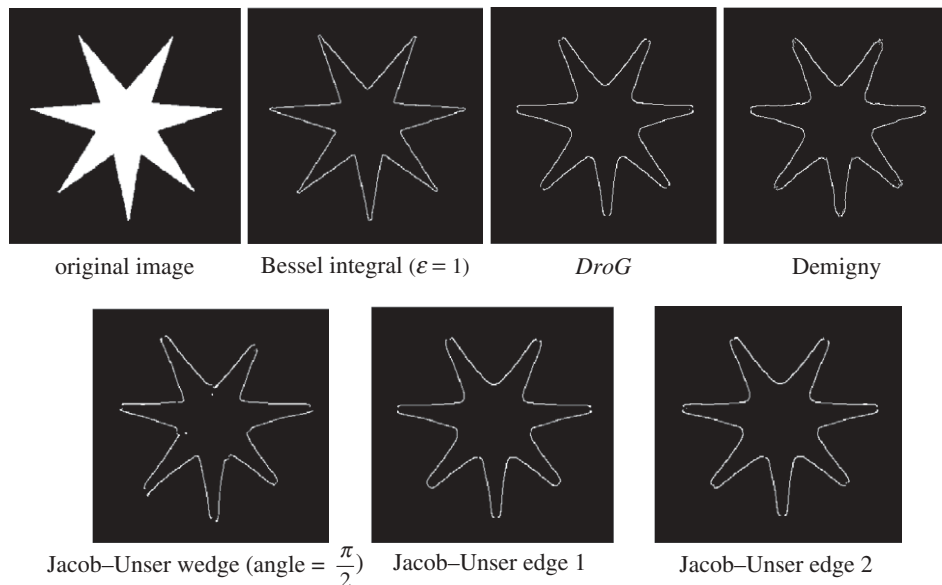 original image
Bessel integral (ε = 1)
DroG
Demigny
Jacob–Unser wedge (angle = π/2)
Jacob–Unser edge 1
Jacob–Unser edge 2